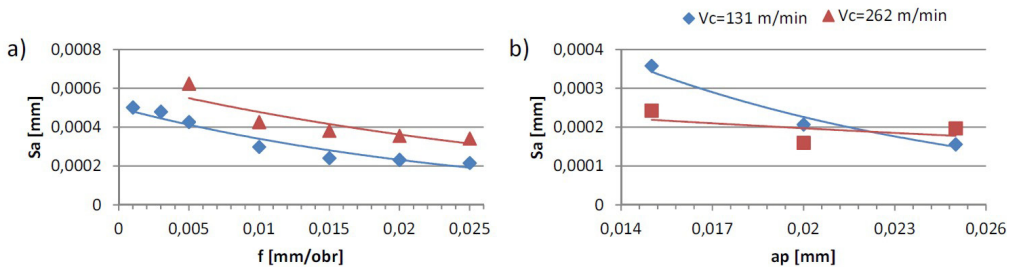 Vc=131 m/min Vc=262 m/min
a)
0,0008
0,0006
0,0004
0,0002
0
Sa [mm]
0 0,005 0,01 0,015 0,02 0,025
f [mm/obr]
b)
0,0004
0,0003
0,0002
0,0001
0
Sa [mm]
0,014 0,017 0,02 0,023 0,026
ap [mm]